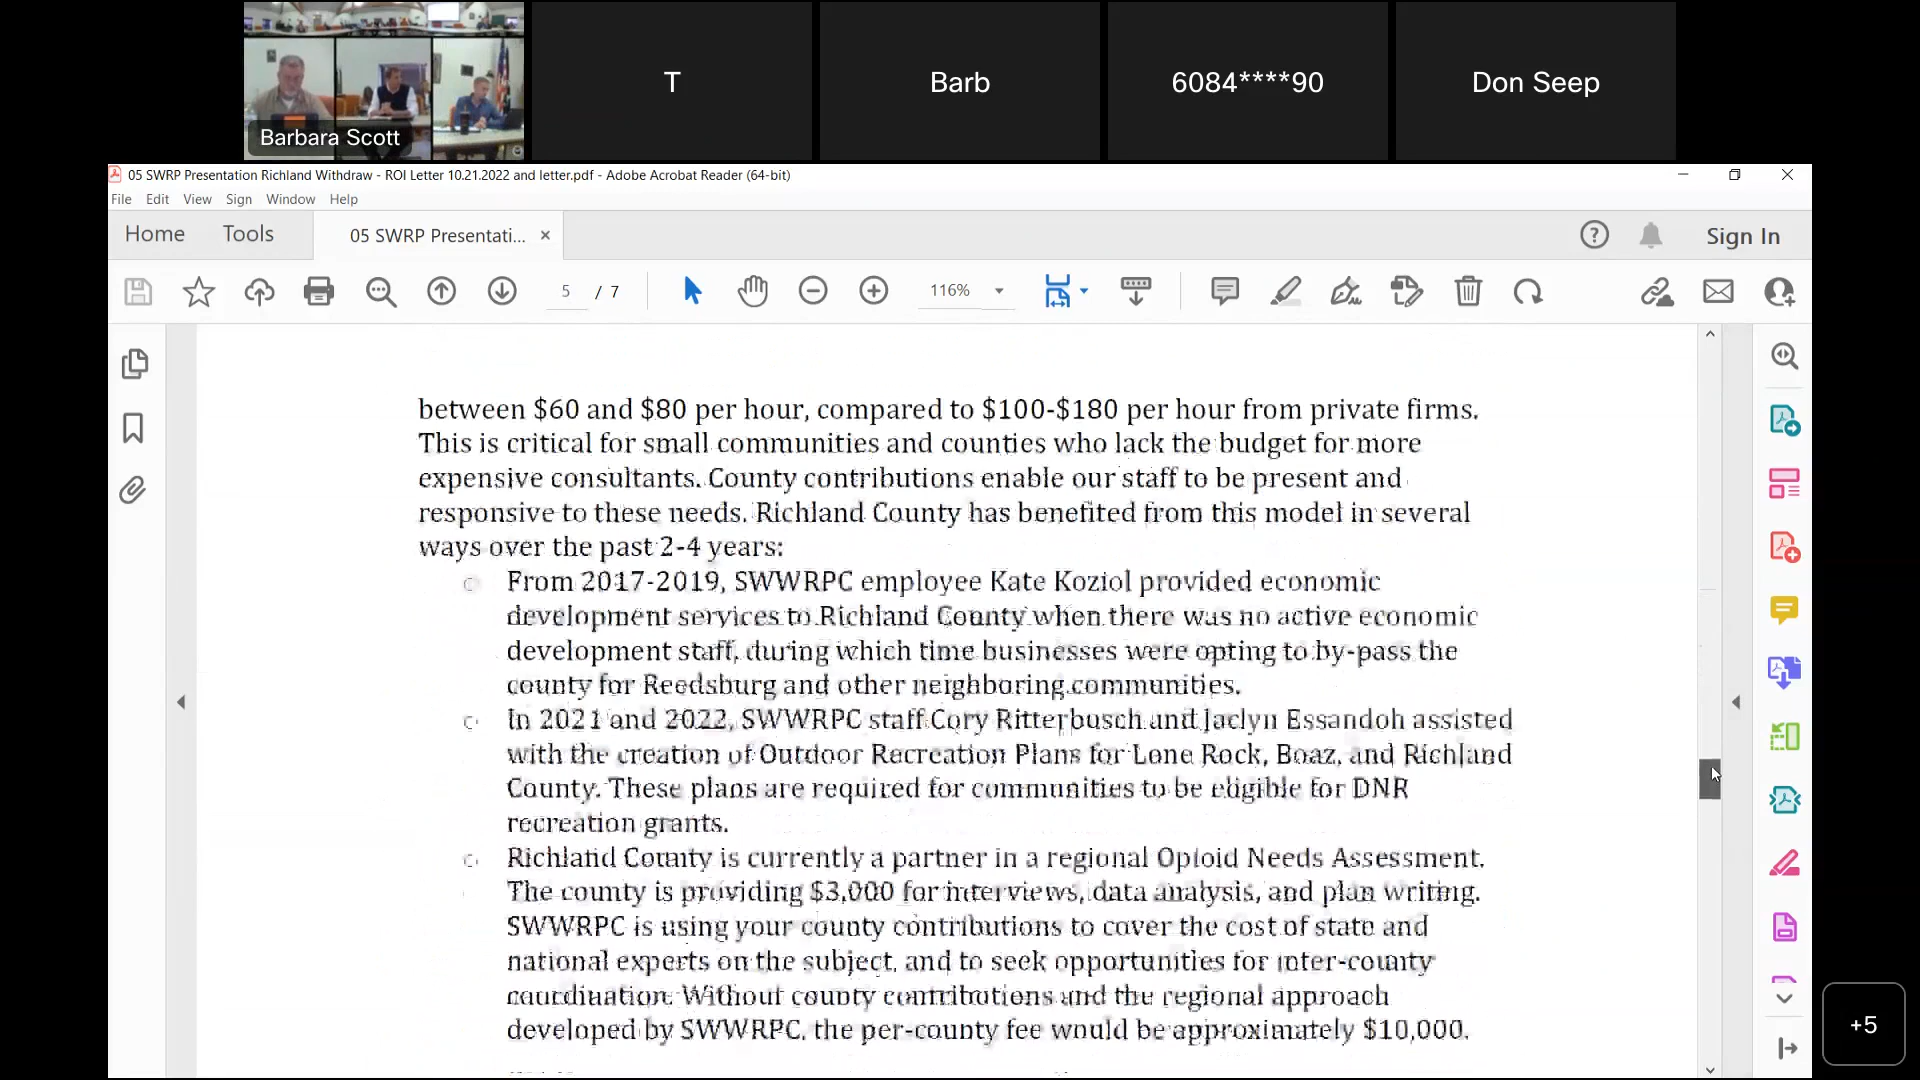 Barbara Scott
T
Barb
6084****90
Don Seep
05 SWRP Presentation Richland Withdraw - ROI Letter 10.21.2022 and letter.pdf - Adobe Acrobat Reader (64-bit)
File Edit View Sign Window Help
Home Tools 05 SWRP Presentati... × Sign In
5 / 7 116%
between $60 and $80 per hour, compared to $100-$180 per hour from private firms.
This is critical for small communities and counties who lack the budget for more
expensive consultants. County contributions enable our staff to be present and
responsive to these needs. Richland County has benefited from this model in several
ways over the past 2-4 years:
From 2017-2019, SWWRPC employee Kate Koziol provided economic
development services to Richland County when there was no active economic
development staff, during which time businesses were opting to by-pass the
county for Reedsburg and other neighboring communities.
In 2021 and 2022, SWWRPC staff Cory Ritterbusch and Jaclyn Essandoh assisted
with the creation of Outdoor Recreation Plans for Lone Rock, Boaz, and Richland
County. These plans are required for communities to be eligible for DNR
recreation grants.
Richland County is currently a partner in a regional Opioid Needs Assessment.
The county is providing $3,000 for interviews, data analysis, and plan writing.
SWWRPC is using your county contributions to cover the cost of state and
national experts on the subject, and to seek opportunities for inter-county
coordination. Without county contributions and the regional approach
developed by SWWRPC, the per-county fee would be approximately $10,000.
+5